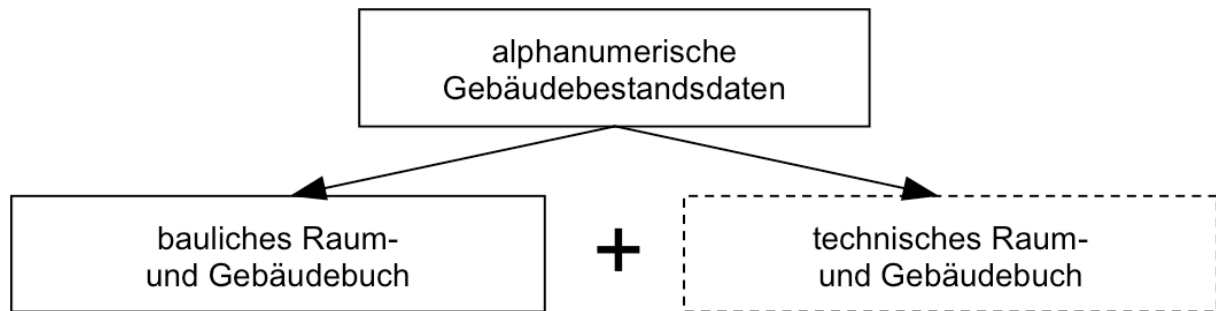 alphanumerische
Gebäudebestandsdaten
bauliches Raum-
und Gebäudebuch
+
technisches Raum-
und Gebäudebuch